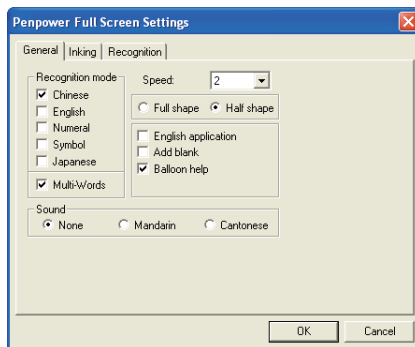 Penpower Full Screen Settings
General Inking Recognition
Recognition mode
Chinese
English
Numeral
Symbol
Japanese
Multi-Words
Speed: 2
Full shape Half shape
English application
Add blank
Balloon help
Sound
None Mandarin Cantonese
OK Cancel